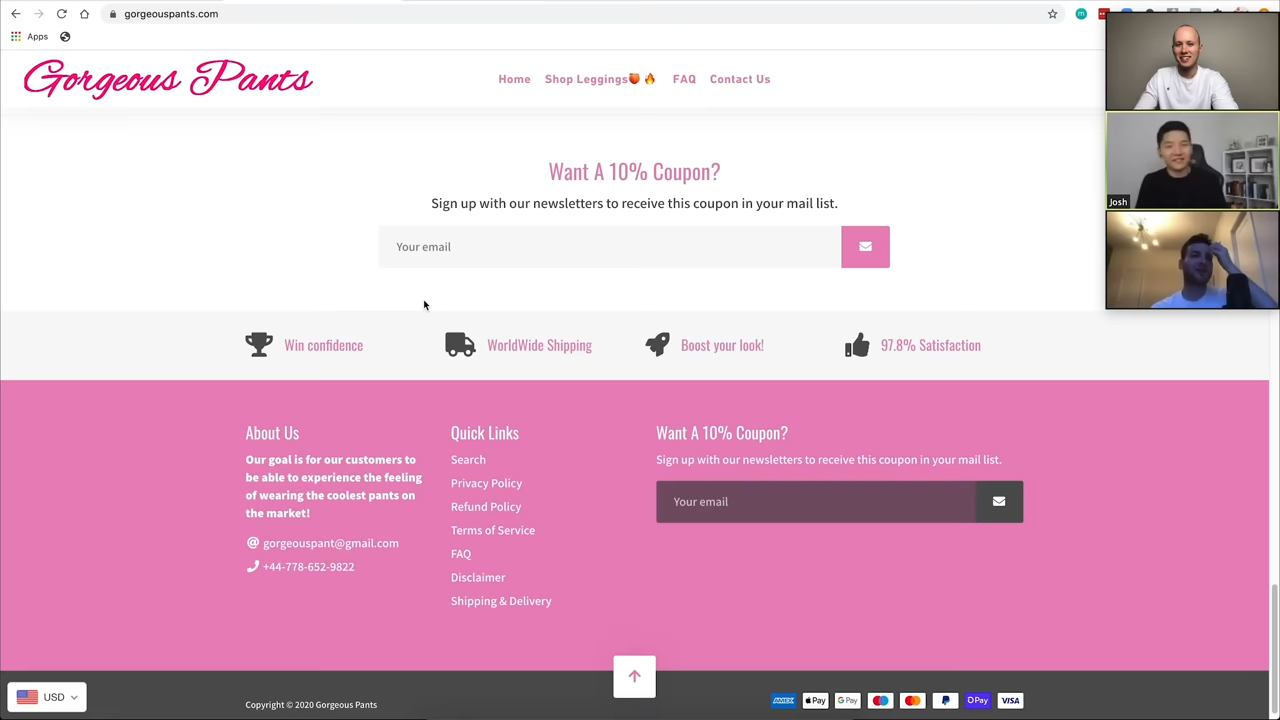 gorgeouspants.com
Apps
Gorgeous Pants
Home
Shop Leggings🍑 🔥
FAQ
Contact Us
Want A 10% Coupon?
Sign up with our newsletters to receive this coupon in your mail list.
Your email
Win confidence
WorldWide Shipping
Boost your look!
97.8% Satisfaction
About Us
Our goal is for our customers to
be able to experience the feeling
of wearing the coolest pants on
the market!
@ gorgeouspant@gmail.com
+44-778-652-9822
Quick Links
Search
Privacy Policy
Refund Policy
Terms of Service
FAQ
Disclaimer
Shipping & Delivery
Want A 10% Coupon?
Sign up with our newsletters to receive this coupon in your mail list.
Your email
USD
Copyright © 2020 Gorgeous Pants
AMEX
Pay
G Pay
DPay
VISA
Josh